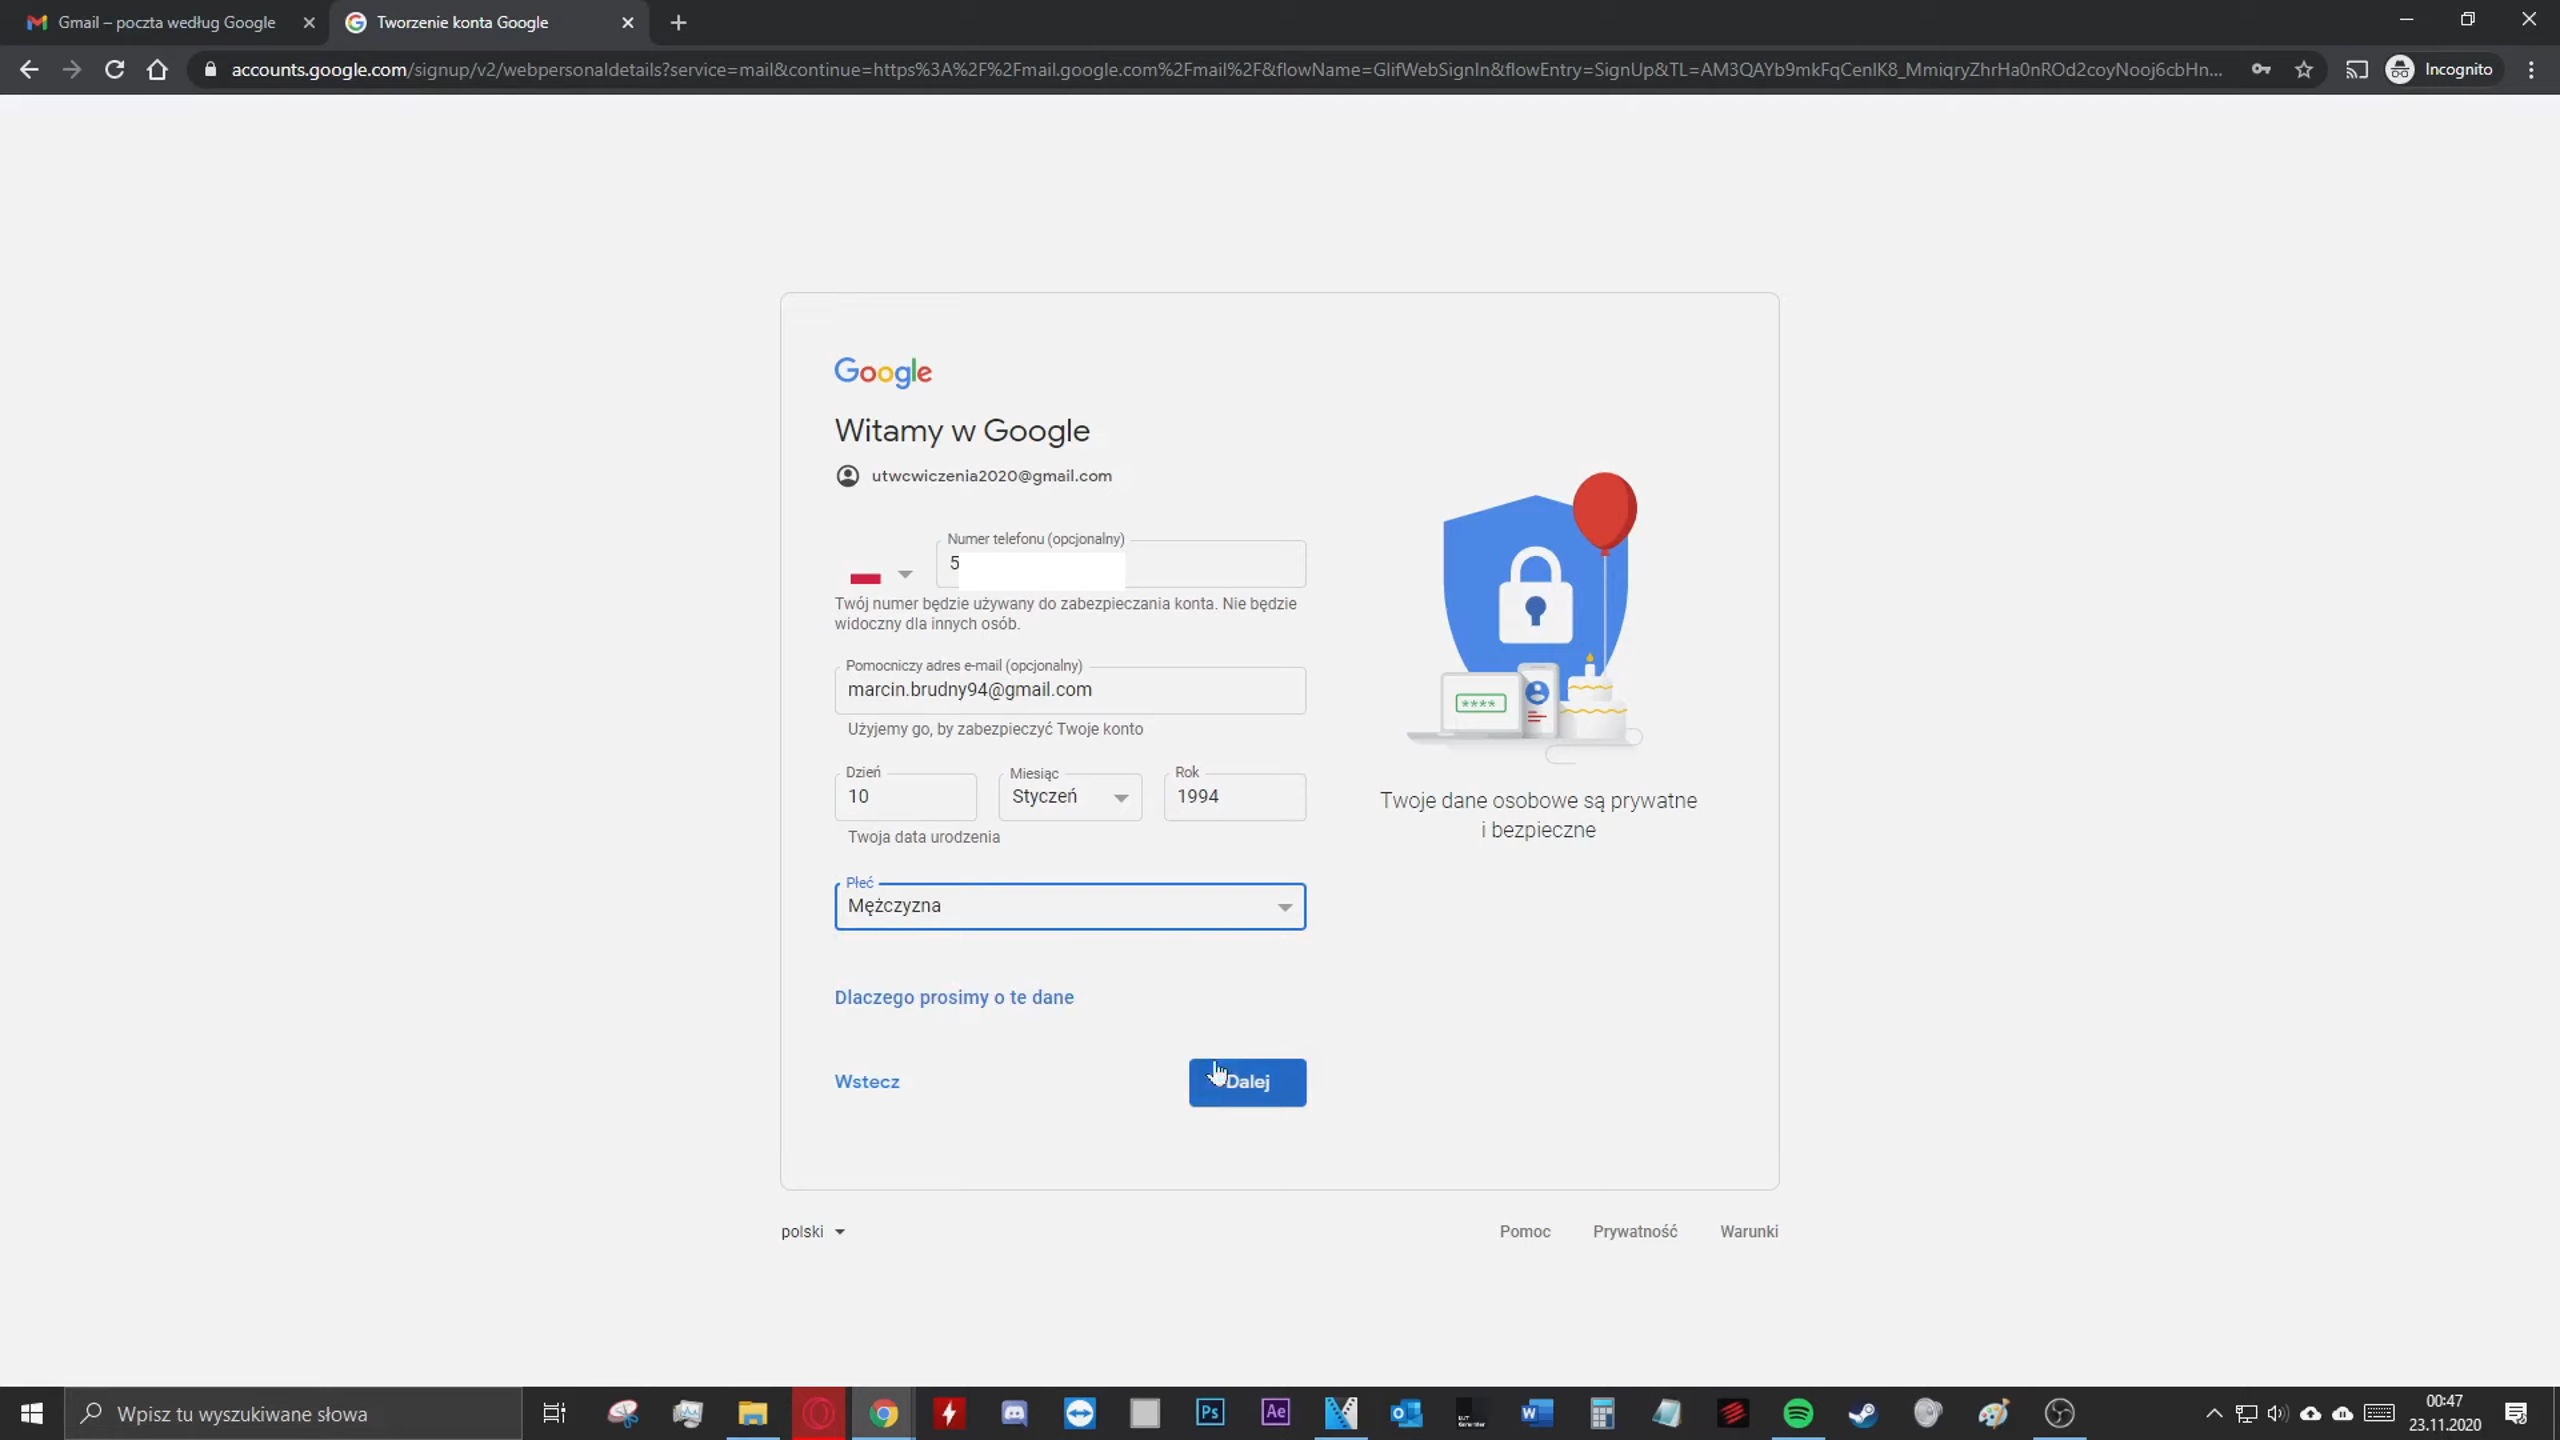 Gmail – poczta według Google
Tworzenie konta Google
accounts.google.com/signup/v2/webpersonaldetails?service=mail&continue=https%3A%2F%2Fmail.google.com%2Fmail%2F&flowName=GlifWebSignIn&flowEntry=SignUp&TL=AM3QAYb9mkFqCenIK8_MmiqryZhrHa0nROd2coyNooj6cbHn...
Incognito
Google
Witamy w Google
utwcwiczenia2020@gmail.com
Numer telefonu (opcjonalny)
5
Twój numer będzie używany do zabezpieczania konta. Nie będzie
widoczny dla innych osób.
Pomocniczy adres e-mail (opcjonalny)
marcin.brudny94@gmail.com
Użyjemy go, by zabezpieczyć Twoje konto
Dzień
Miesiąc
Rok
10
Styczeń
1994
Twoja data urodzenia
Płeć
Mężczyzna
Dlaczego prosimy o te dane
Wstecz
Dalej
****
Twoje dane osobowe są prywatne
i bezpieczne
polski
Pomoc
Prywatność
Warunki
Wpisz tu wyszukiwane słowa
Ps
Ae
00:47
23.11.2020